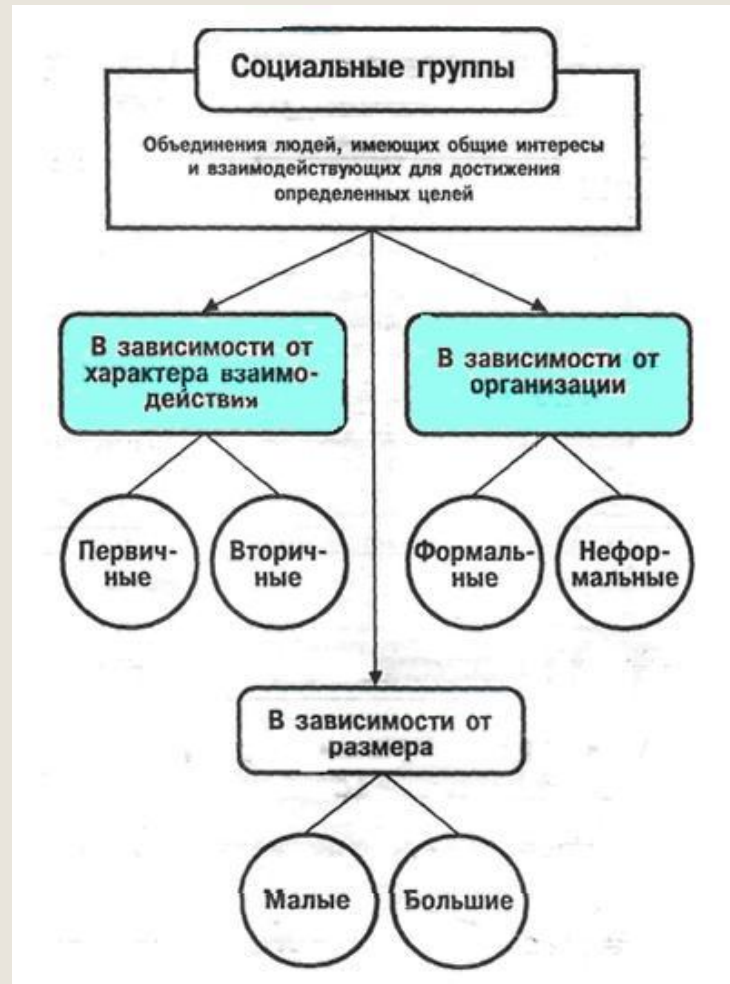 Социальные группы
Объединения людей, имеющих общие интересы
и взаимодействующих для достижения
определенных целей
В зависимости от
характера взаимо-
действия
В зависимости от
организации
Первич-
ные
Вторич-
ные
Формаль-
ные
Нефор-
мальные
В зависимости от
размера
Малые
Большие